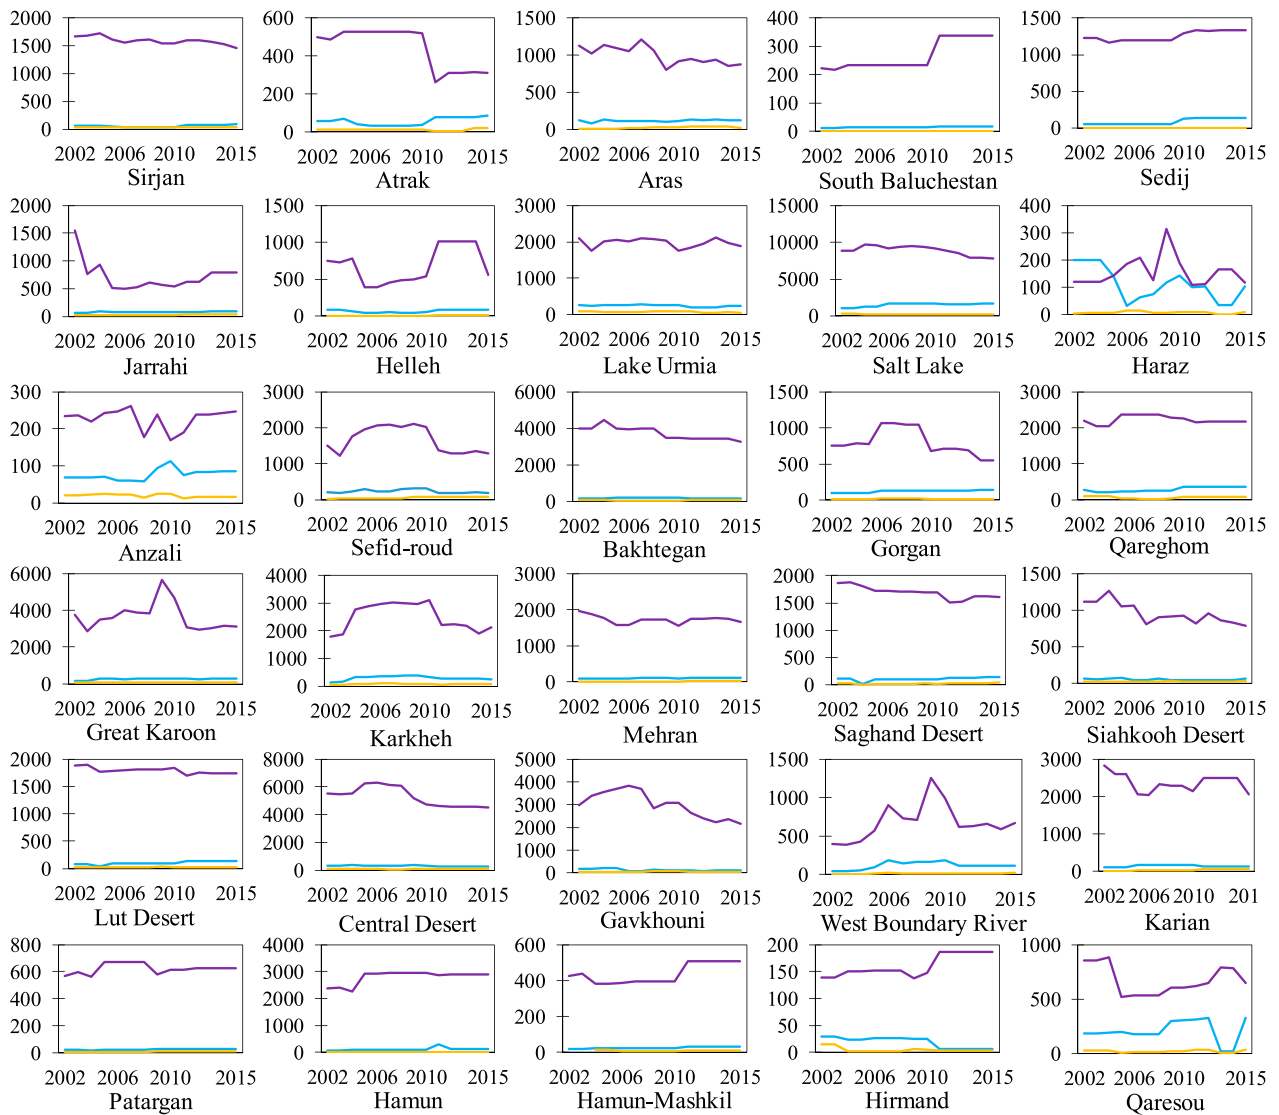 2000 600 1500 400 1500
1500 400 1000 300 1000
1000 200
500 200 500 100 500
0 0 0 0 0
2002 2006 2010 2015 2002 2006 2010 2015 2002 2006 2010 2015 2002 2006 2010 2015 2002 2006 2010 2015
Sirjan Atrak Aras South Baluchestan Sedij
2000 1500 3000 15000 400
1500 1000 2000 10000 300
1000 200
500 500 1000 5000 100
0 0 0 0 0
2002 2006 2010 2015 2002 2006 2010 2015 2002 2006 2010 2015 2002 2006 2010 2015 2002 2006 2010 2015
Jarrahi Helleh Lake Urmia Salt Lake Haraz
300 3000 6000 1500 3000
200 2000 4000 1000 2000
100 1000 2000 500 1000
0 0 0 0 0
2002 2006 2010 2015 2002 2006 2010 2015 2002 2006 2010 2015 2002 2006 2010 2015 2002 2006 2010 2015
Anzali Sefid-roud Bakhtegan Gorgan Qareghom
6000 4000 3000 2000 1500
4000 3000 2000 1500 1000
2000 1000
2000 1000 1000 500 500
0 0 0 0 0
2002 2006 2010 2015 2002 2006 2010 2015 2002 2006 2010 2015 2002 2006 2010 2015 2002 2006 2010 2015
Great Karoon Karkheh Mehran Saghand Desert Siahkooh Desert
2000 8000 5000 1500 3000
1500 6000 4000 1000 2000
1000 4000 3000
2000
500 2000 1000 500 1000
0 0 0 0 0
2002 2006 2010 2015 2002 2006 2010 2015 2002 2006 2010 2015 2002 2006 2010 2015 2002 2006 2010 201
Lut Desert Central Desert Gavkhouni West Boundary River Karian
800 4000 600 200 1000
600 3000 400 150
400 2000 100 500
200 1000 200 50
0 0 0 0 0
2002 2006 2010 2015 2002 2006 2010 2015 2002 2006 2010 2015 2002 2006 2010 2015 2002 2006 2010 2015
Patargan Hamun Hamun-Mashkil Hirmand Qaresou